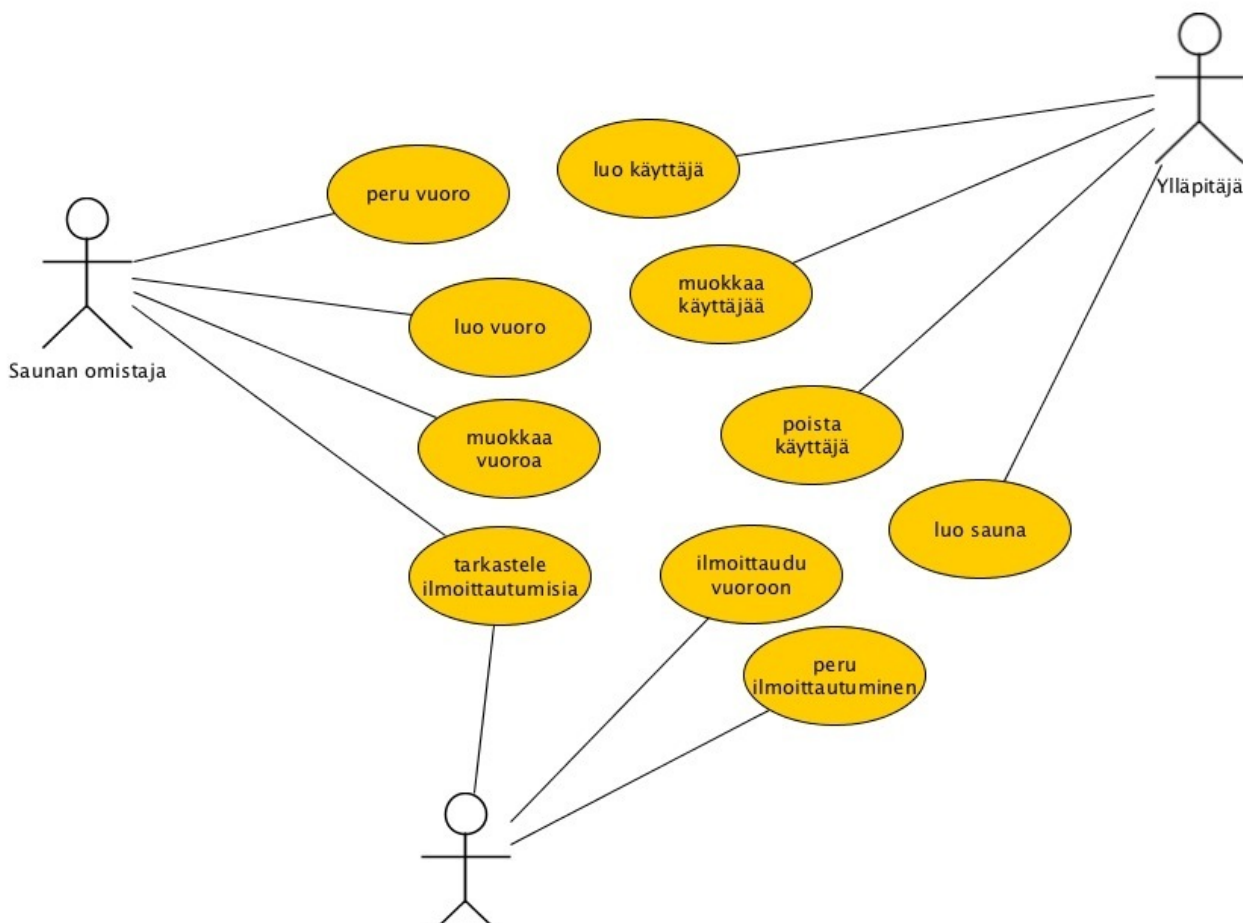 Ylläpitäjä
luo käyttäjä
peru vuoro
muokkaa
käyttäjää
luo vuoro
Saunan omistaja
muokkaa
vuoroa
poista
käyttäjä
luo sauna
tarkastele
ilmoittautumisia
ilmoittaudu
vuoroon
peru
ilmoittautuminen